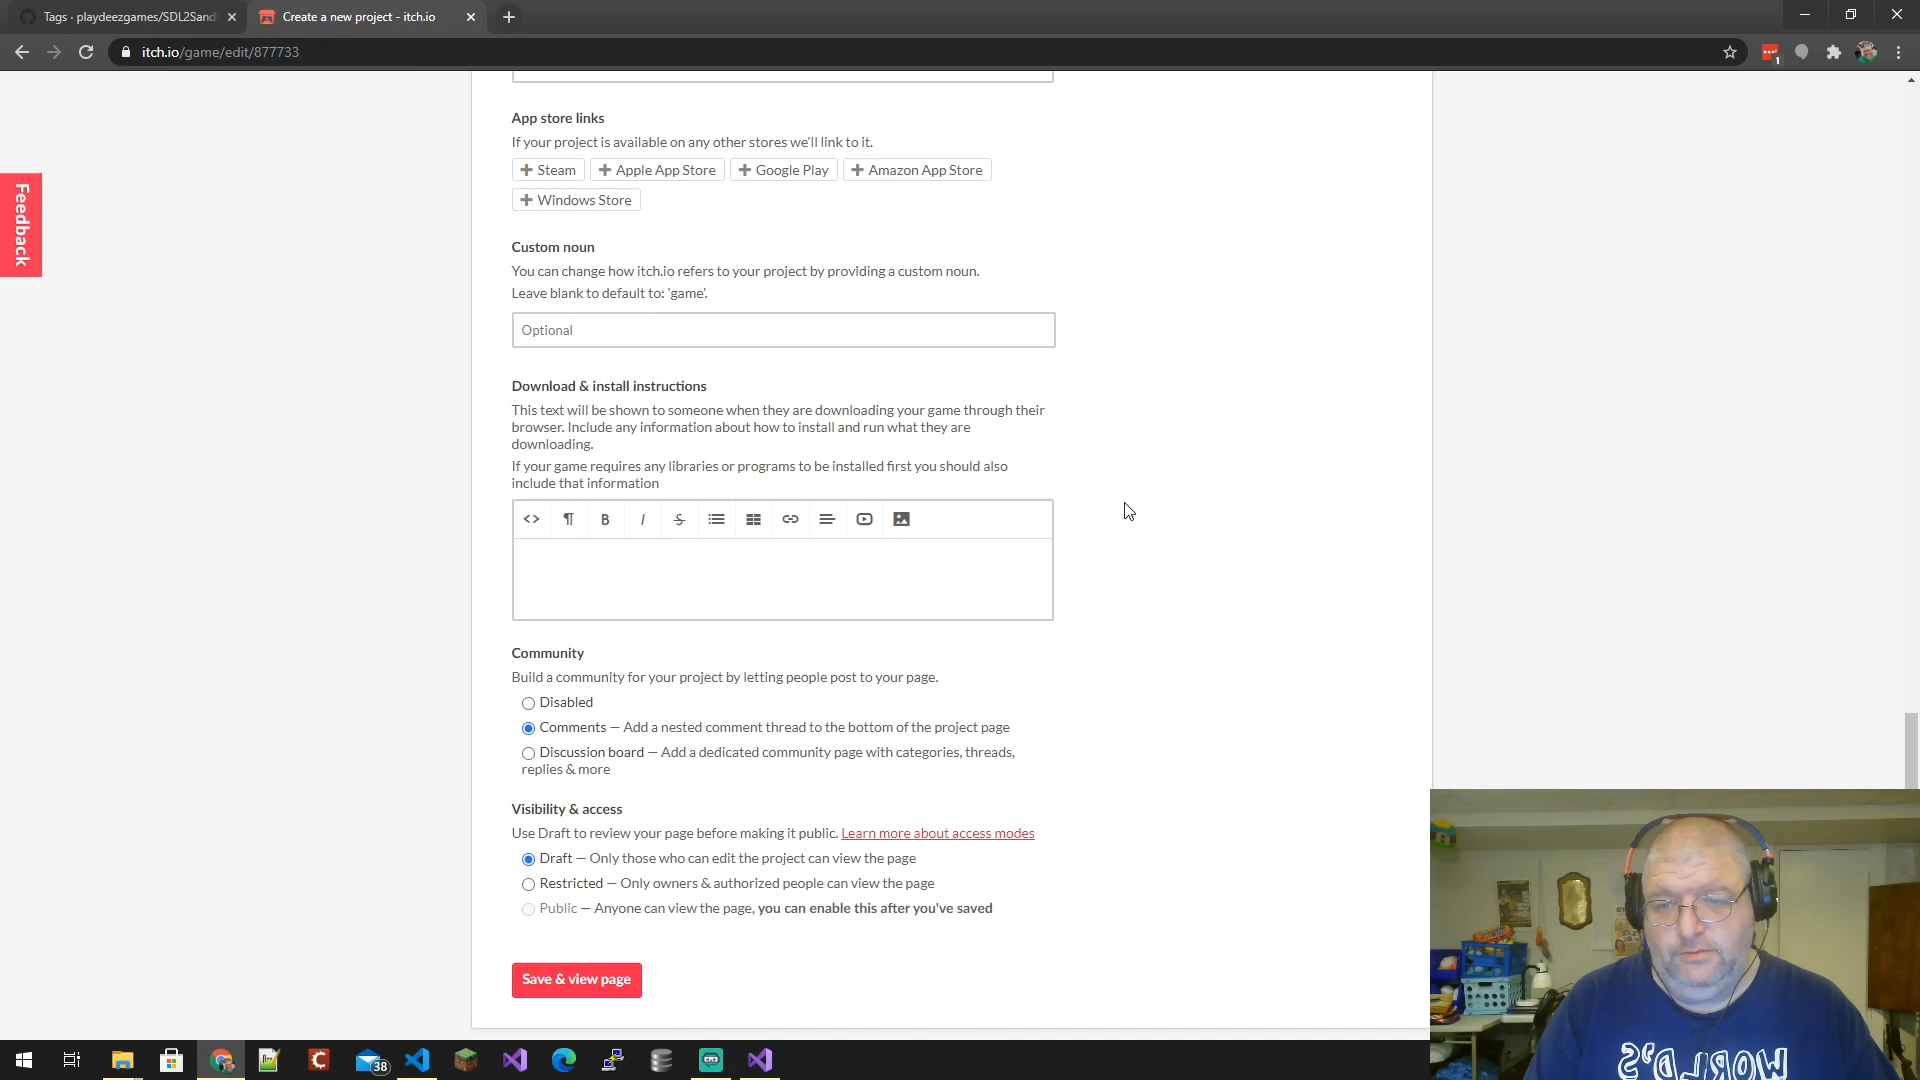 Tags · playdeezgames/SDL2Sand
Create a new project - itch.io
itch.io/game/edit/877733
1
Feedback
App store links
If your project is available on any other stores we'll link to it.
Steam
Apple App Store
Google Play
Amazon App Store
Windows Store
Custom noun
You can change how itch.io refers to your project by providing a custom noun.
Leave blank to default to: 'game'.
Optional
Download & install instructions
This text will be shown to someone when they are downloading your game through their
browser. Include any information about how to install and run what they are
downloading.
If your game requires any libraries or programs to be installed first you should also
include that information
B
I
S
Community
Build a community for your project by letting people post to your page.
Disabled
Comments — Add a nested comment thread to the bottom of the project page
Discussion board — Add a dedicated community page with categories, threads,
replies & more
Visibility & access
Use Draft to review your page before making it public. Learn more about access modes
Draft — Only those who can edit the project can view the page
Restricted — Only owners & authorized people can view the page
Public — Anyone can view the page, you can enable this after you've saved
Save & view page
38
WORLD'S